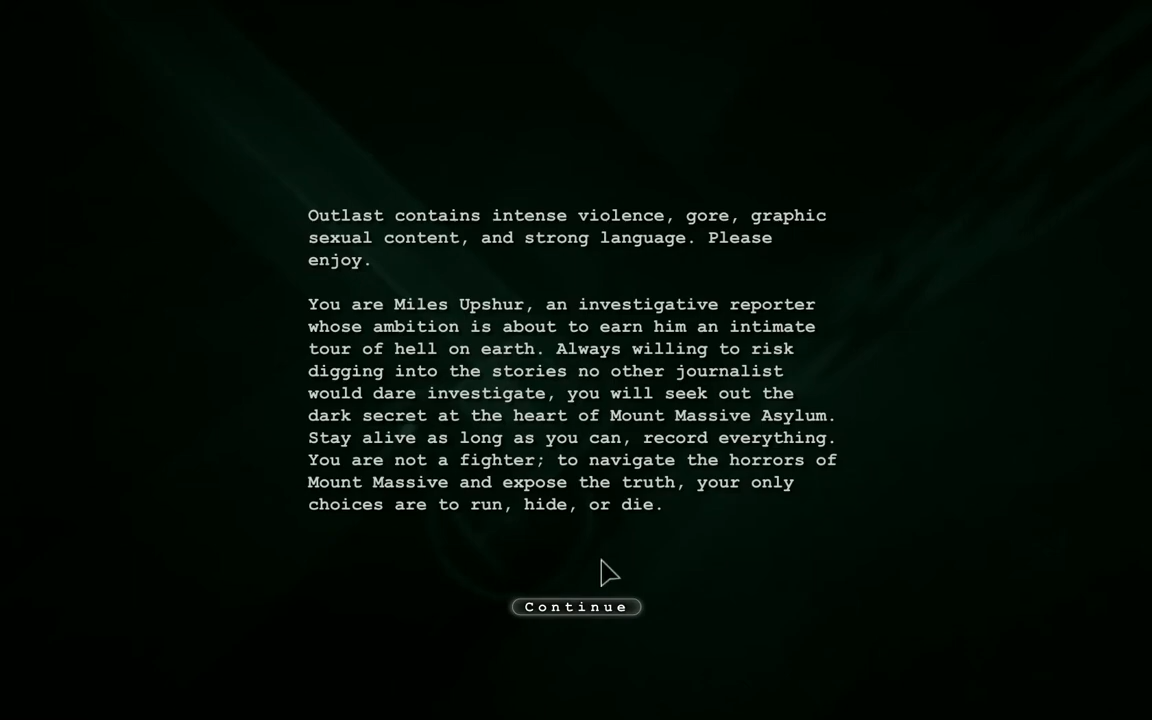 Outlast contains intense violence, gore, graphic
sexual content, and strong language. Please
enjoy.
You are Miles Upshur, an investigative reporter
whose ambition is about to earn him an intimate
tour of hell on earth. Always willing to risk
digging into the stories no other journalist
would dare investigate, you will seek out the
dark secret at the heart of Mount Massive Asylum.
Stay alive as long as you can, record everything.
You are not a fighter; to navigate the horrors of
Mount Massive and expose the truth, your only
choices are to run, hide, or die.
Continue